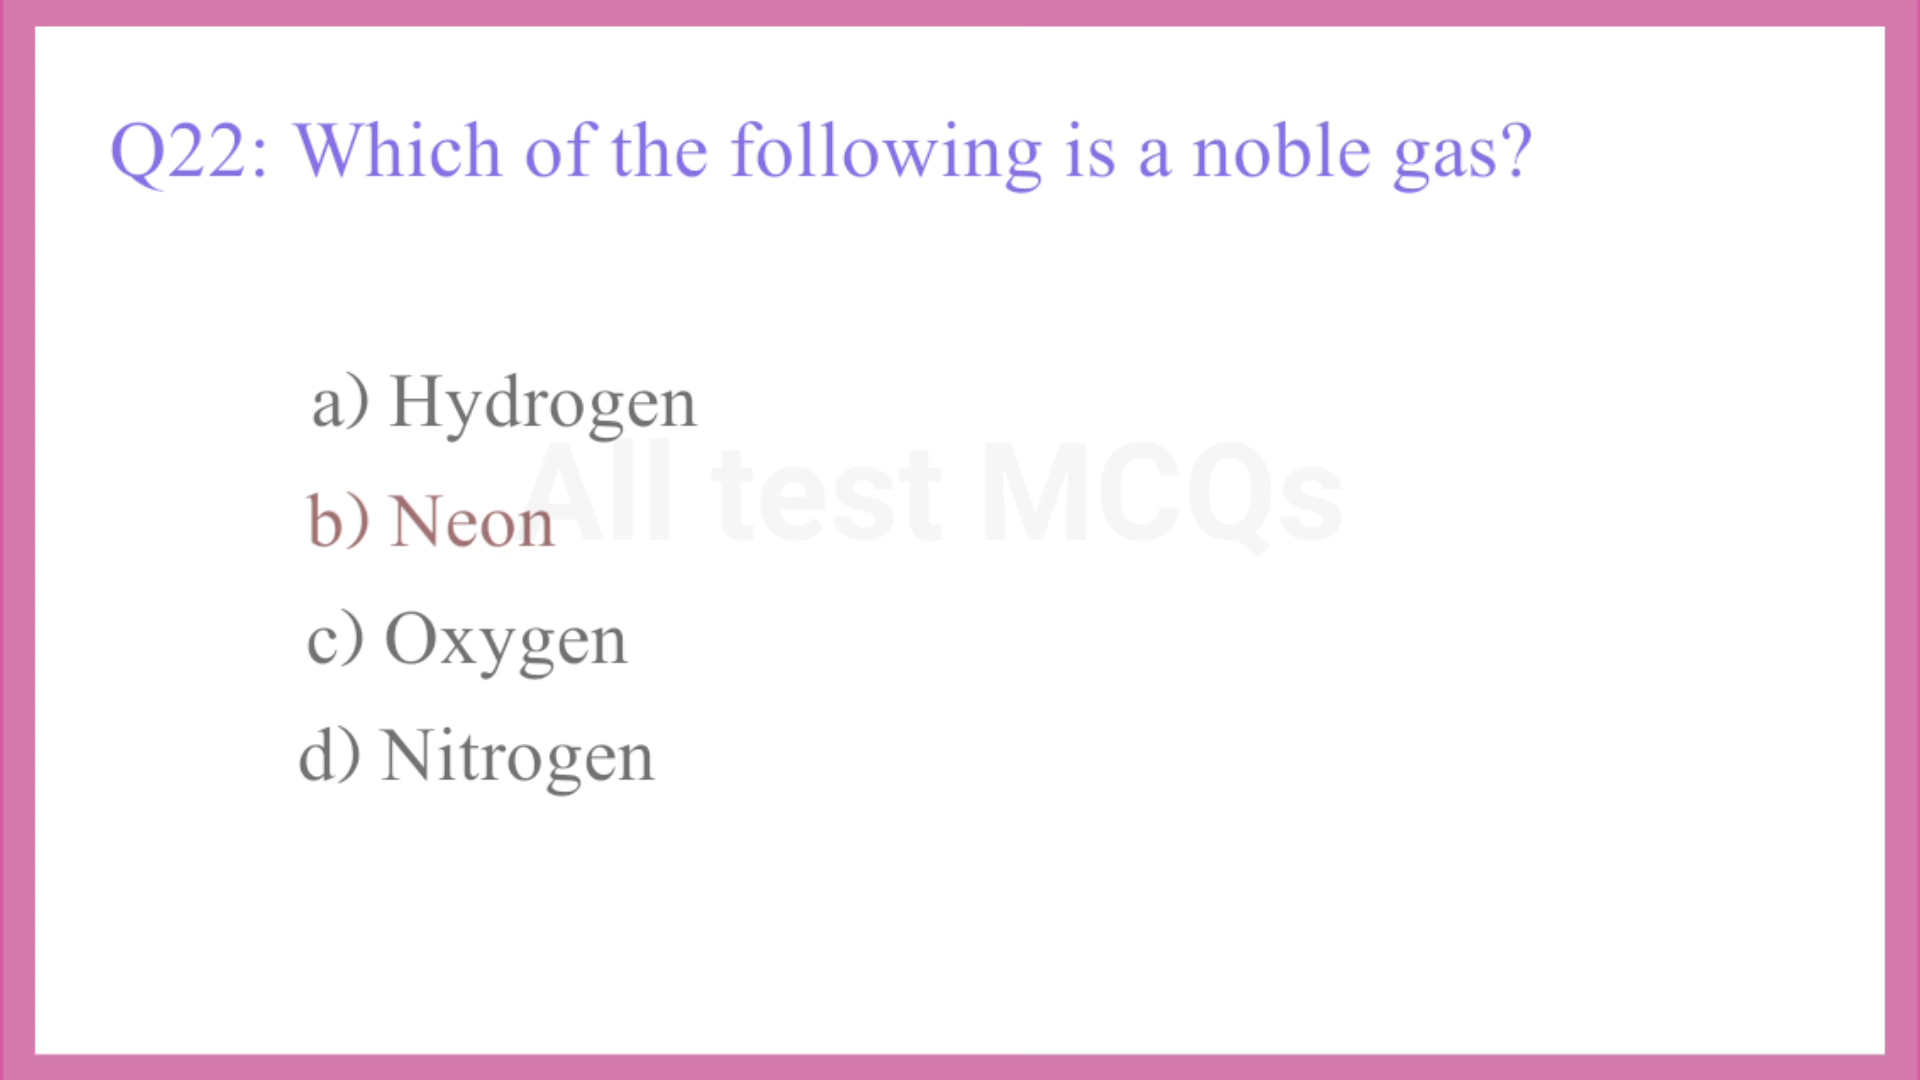 Q22: Which of the following is a noble gas?
a) Hydrogen
All test MCQs
b) Neon
c) Oxygen
d) Nitrogen